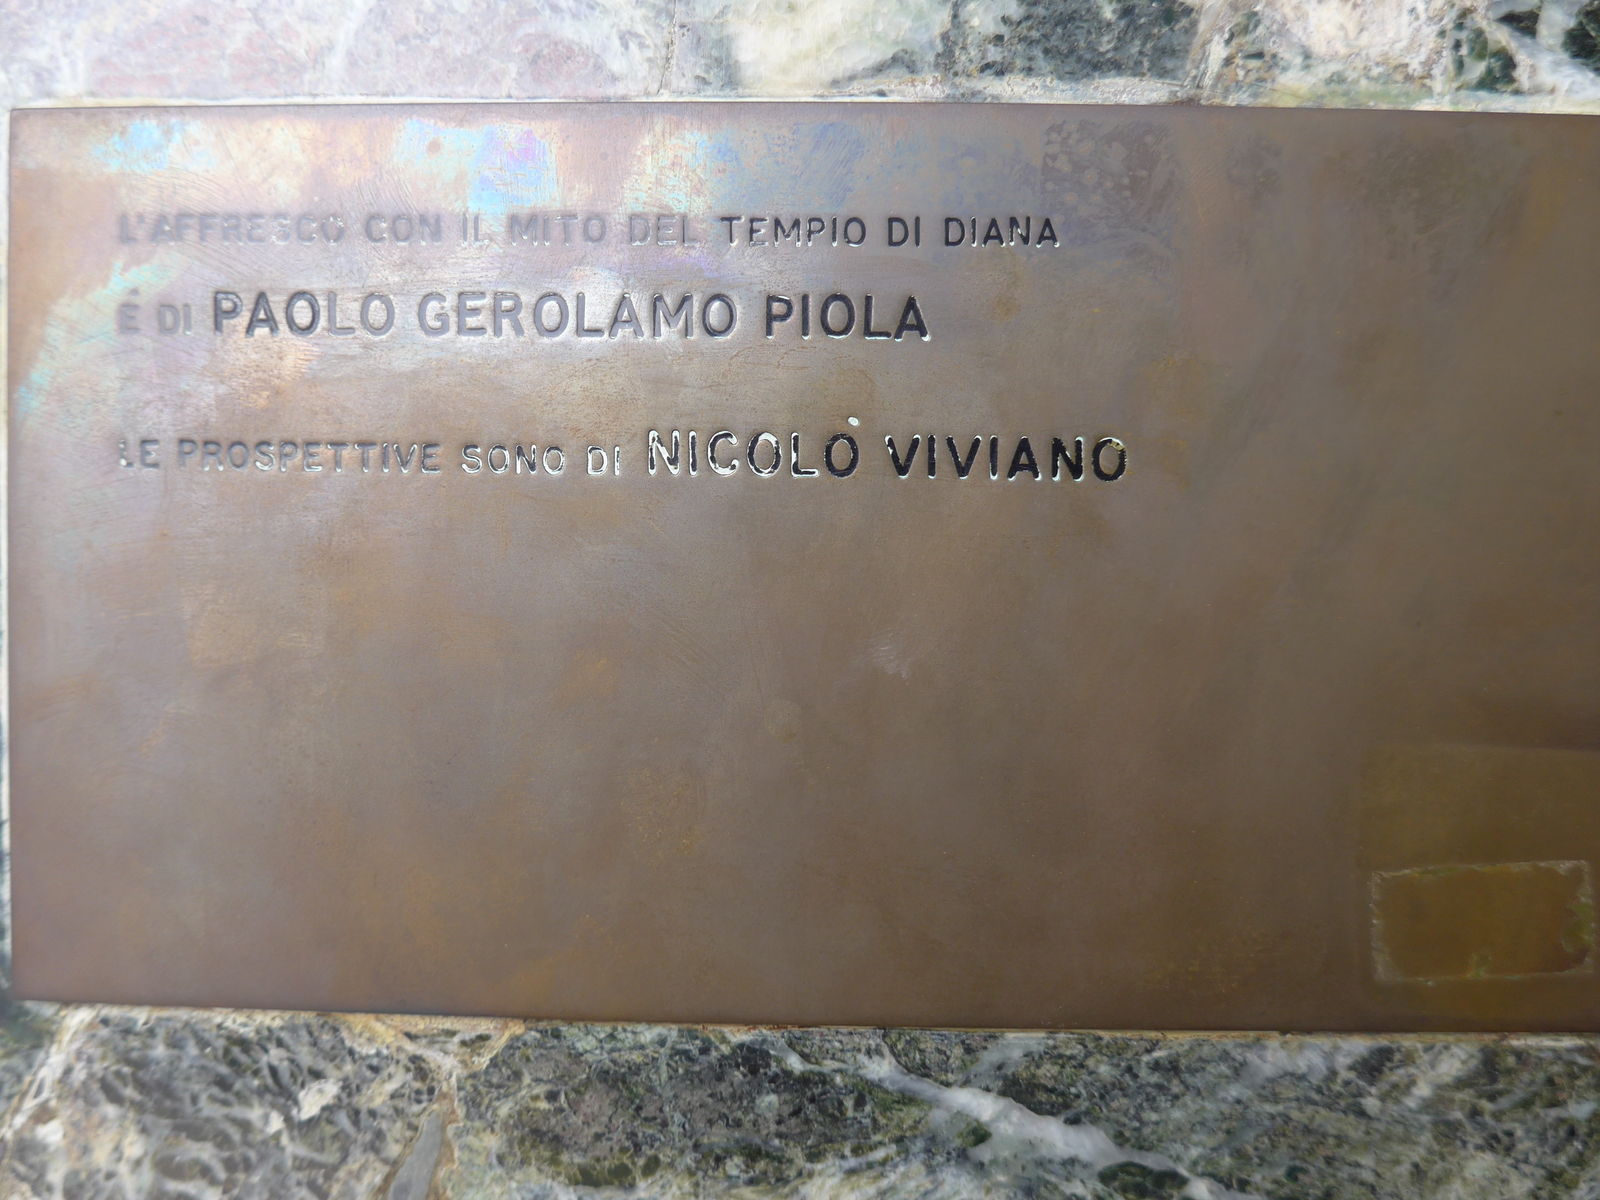 L'AFFRESCO CON IL MITO DEL TEMPIO DI DIANA
É DI PAOLO GEROLAMO PIOLA
LE PROSPETTIVE SONO DI NICOLÒ VIVIANO